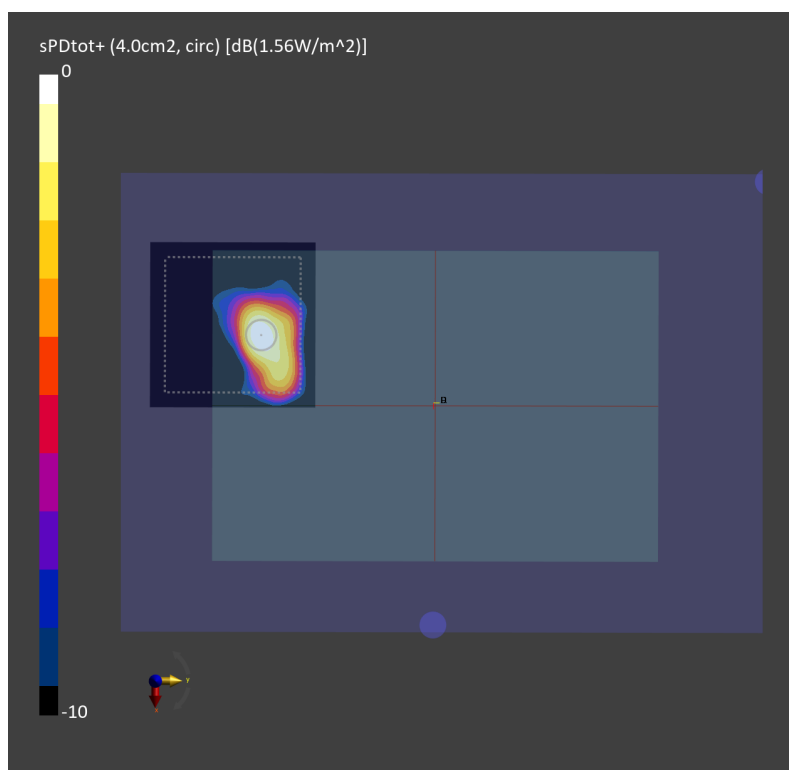 sPDtot+ (4.0cm2, circ) [dB(1.56W/m^2)]
0
-10
Y